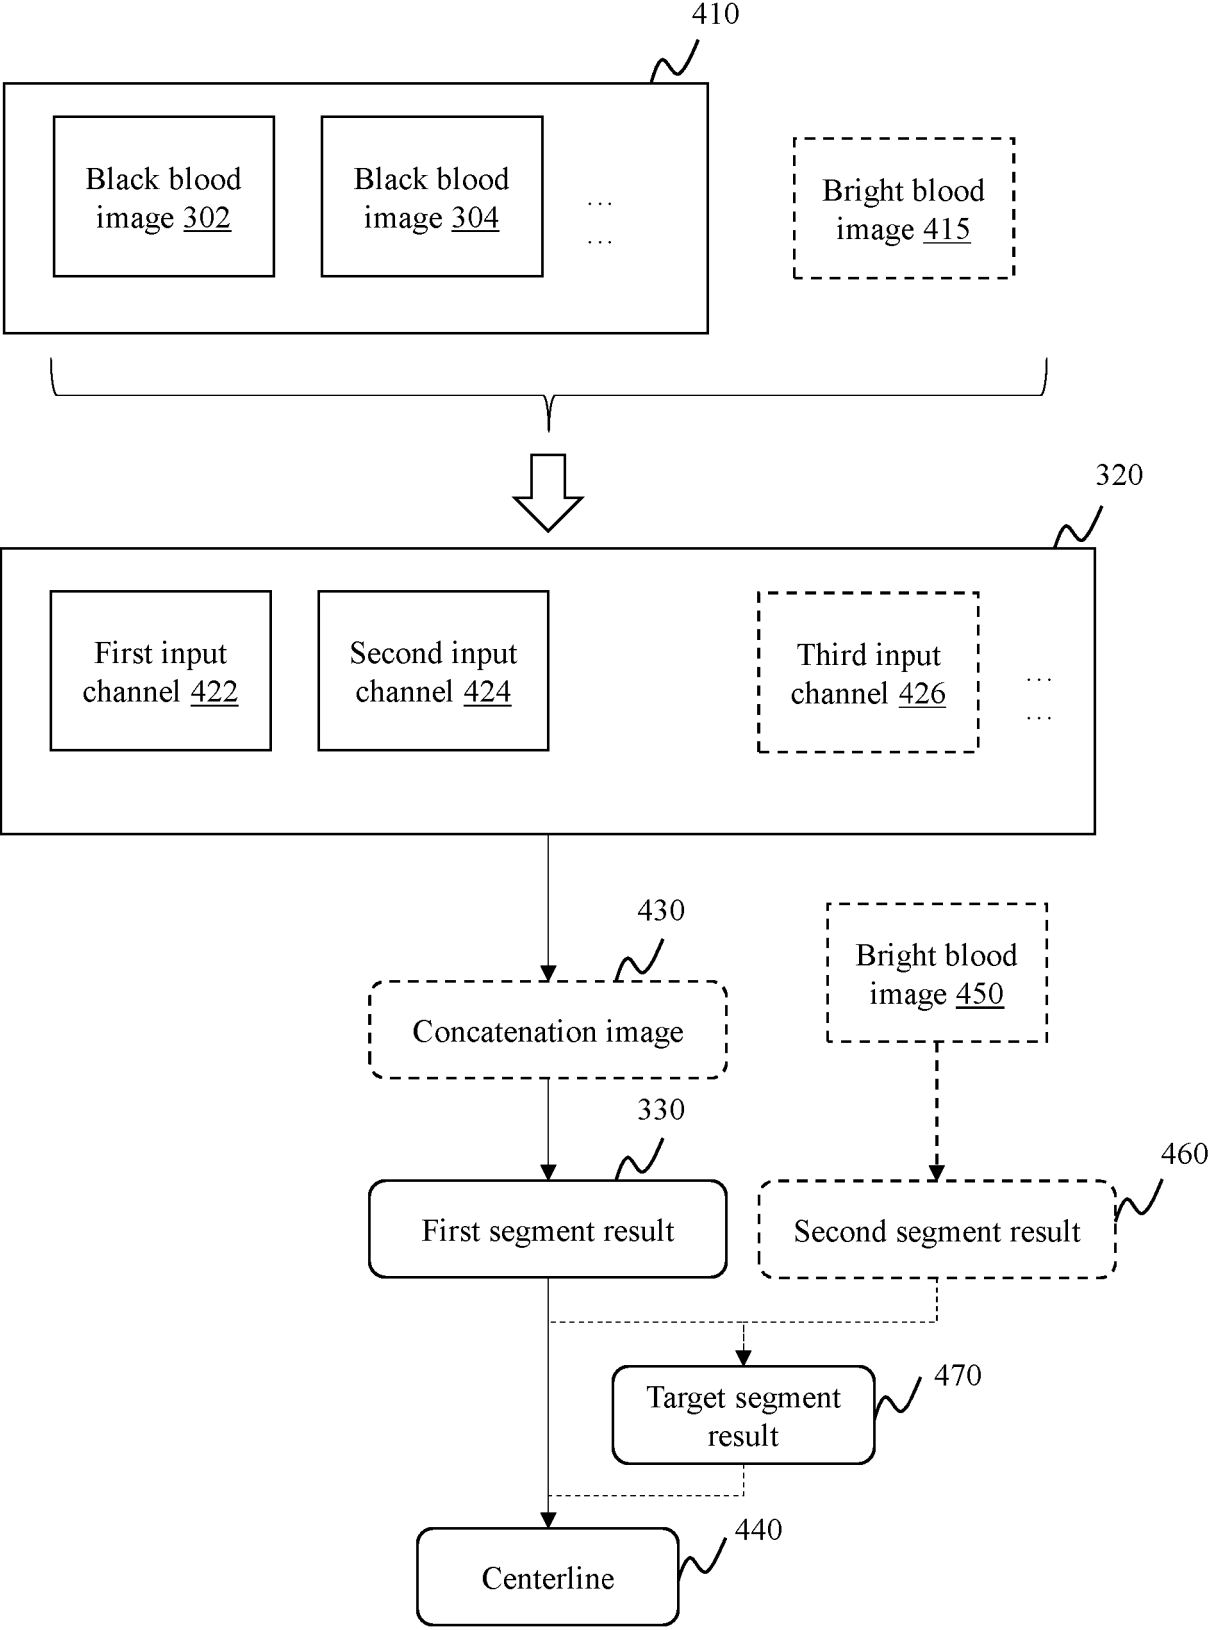 410
Black blood
image 302
Black blood
image 304
...
...
Bright blood
image 415
320
First input
channel 422
Second input
channel 424
Third input
channel 426
...
...
430
Concatenation image
Bright blood
image 450
330
First segment result
460
Second segment result
470
Target segment
result
440
Centerline